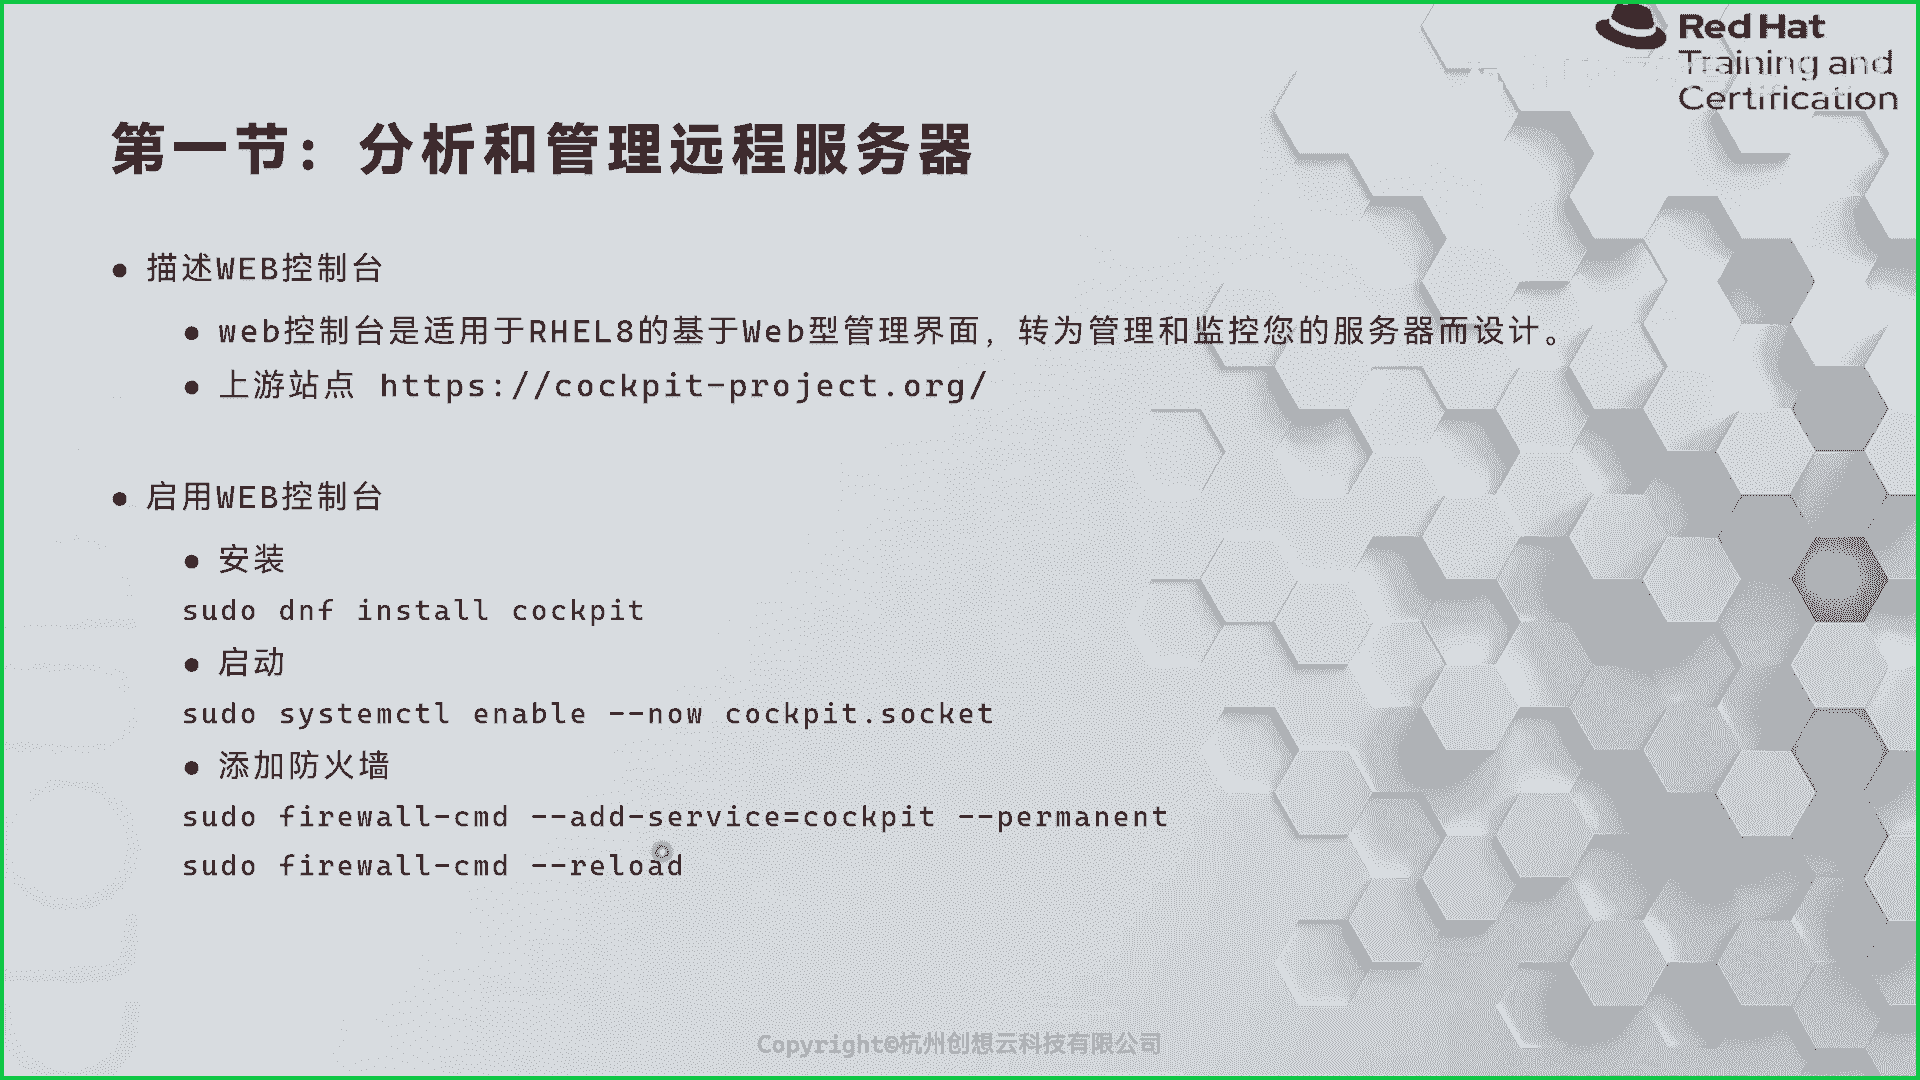 Red Hat
Training and
Certification
第一节：分析和管理远程服务器
● 描述WEB控制台
● web控制台是适用于RHEL8的基于Web型管理界面，转为管理和监控您的服务器而设计。
● 上游站点 https://cockpit-project.org/
● 启用WEB控制台
● 安装
sudo dnf install cockpit
● 启动
sudo systemctl enable --now cockpit.socket
● 添加防火墙
sudo firewall-cmd --add-service=cockpit --permanent
sudo firewall-cmd --reload
Copyright©杭州创想云科技有限公司